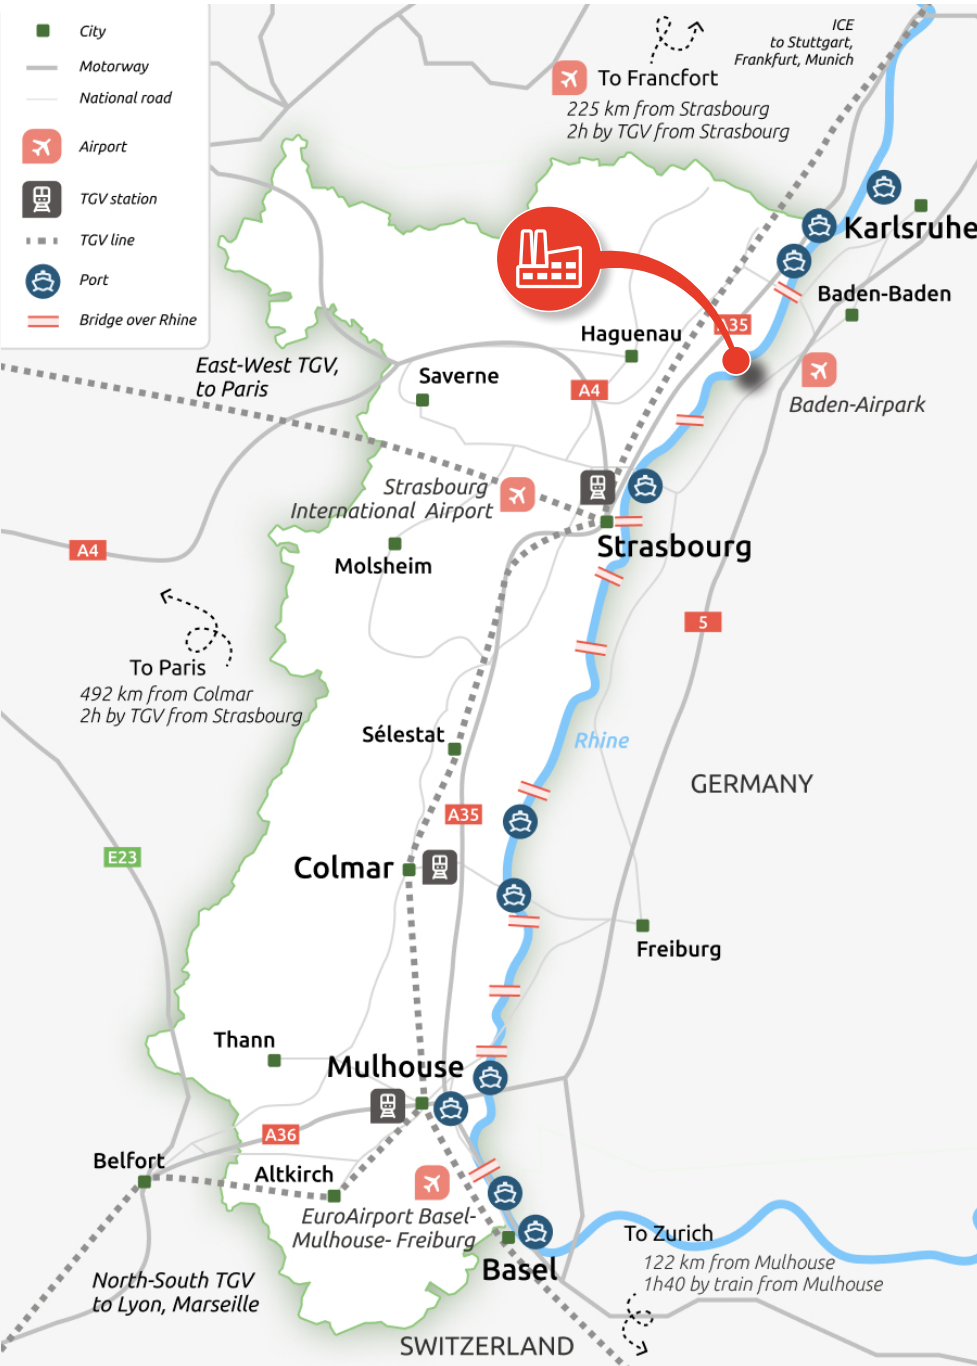 City
Motorway
National road
Airport
TGV station
TGV line
Port
Bridge over Rhine
ICE
to Stuttgart,
Frankfurt, Munich
To Francfort
225 km from Strasbourg
2h by TGV from Strasbourg
Karlsruhe
Baden-Baden
A35
Haguenau
East-West TGV,
to Paris
Saverne
A4
Baden-Airpark
Strasbourg
International Airport
Strasbourg
A4
Molsheim
5
To Paris
492 km from Colmar
2h by TGV from Strasbourg
Sélestat
Rhine
GERMANY
A35
E23
Colmar
Freiburg
Thann
Mulhouse
A36
Belfort
Altkirch
EuroAirport Basel-
Mulhouse- Freiburg
Basel
To Zurich
122 km from Mulhouse
1h40 by train from Mulhouse
North-South TGV
to Lyon, Marseille
SWITZERLAND